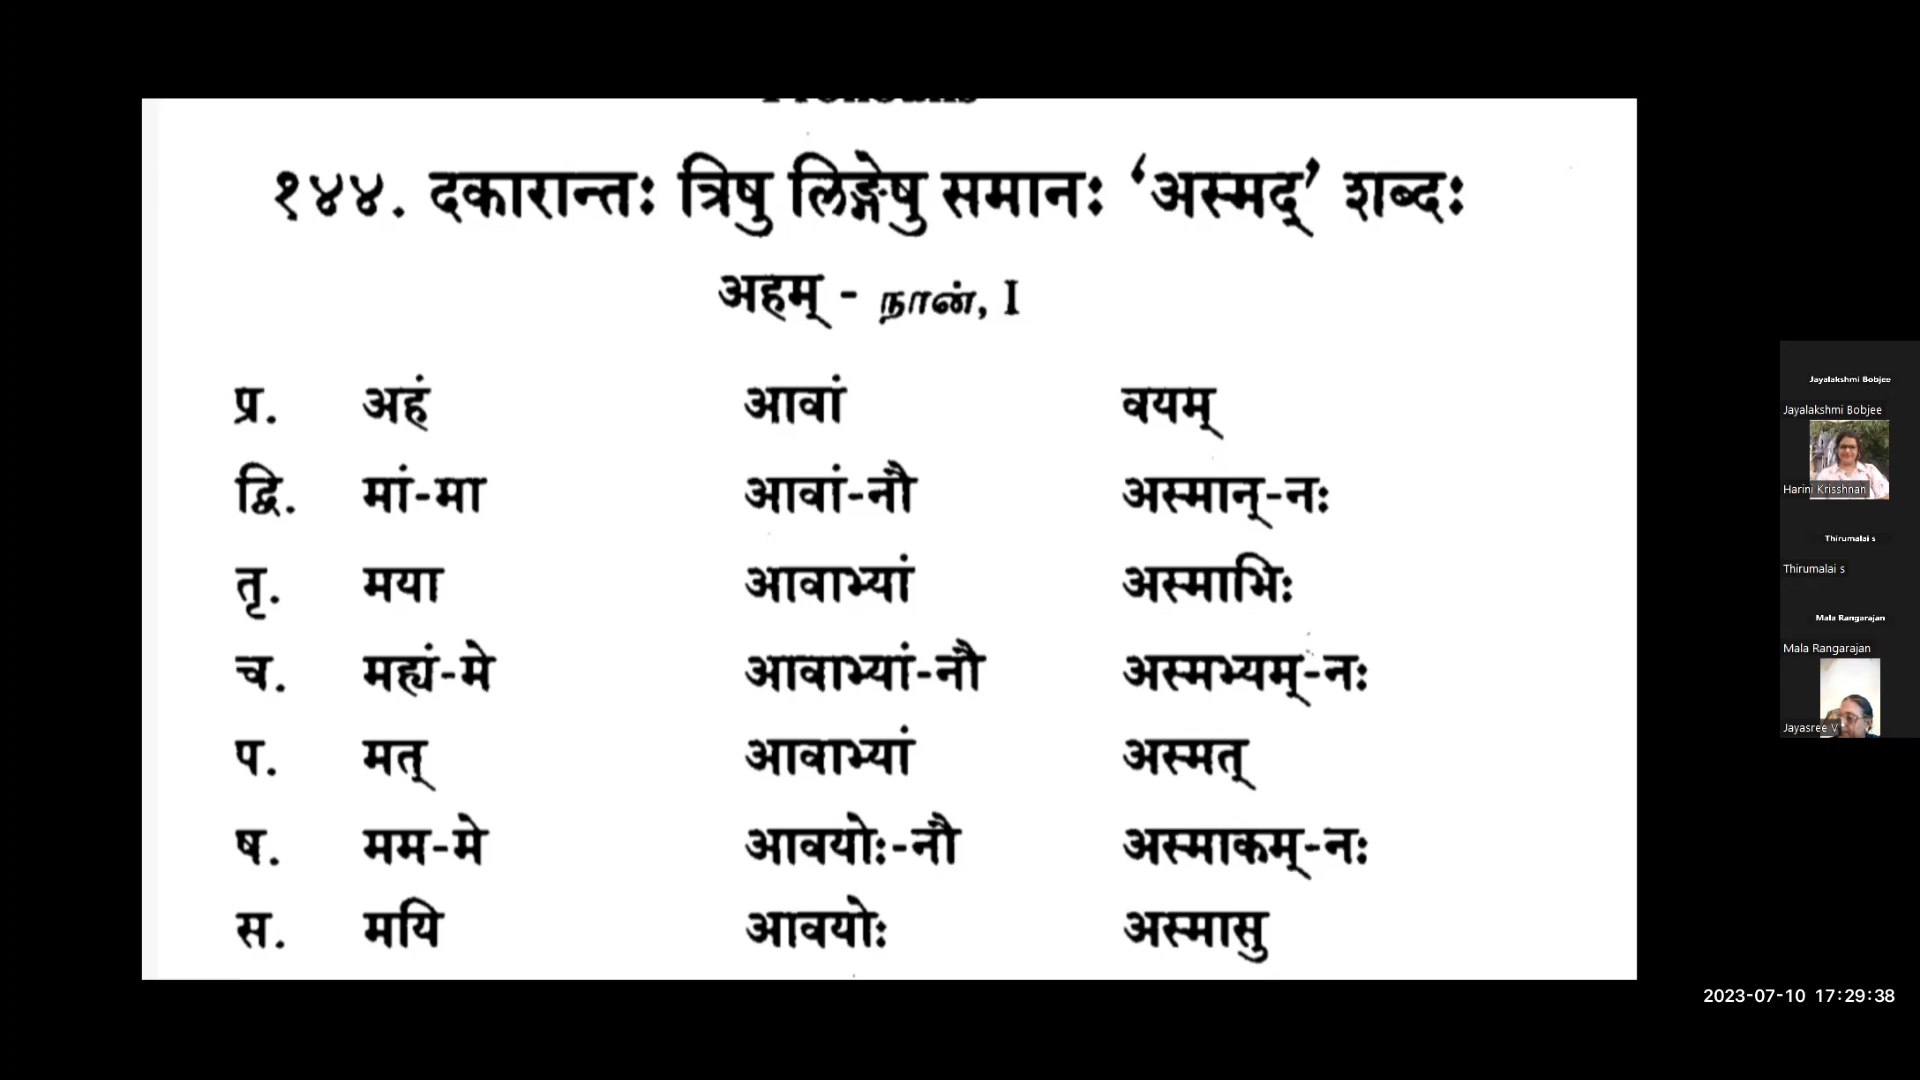 १४४. दकारान्तः त्रिषु लिङ्गेषु समानः ‘अस्मद्’ शब्दः
अहम् - நான், I
प्र. अहं आवां वयम्
द्वि. मां-मा आवां-नौ अस्मान्-नः
तृ. मया आवाभ्यां अस्माभिः
च. मह्यं-मे आवाभ्यां-नौ अस्मभ्यम्-नः
प. मत् आवाभ्यां अस्मत्
ष. मम-मे आवयोः-नौ अस्माकम्-नः
स. मयि आवयोः अस्मासु
Jayalakshmi Bobjee
Jayalakshmi Bobjee
Harini Krisshnan
Thirumalai s
Thirumalai s
Mala Rangarajan
Mala Rangarajan
Jayasree V
2023-07-10 17:29:38